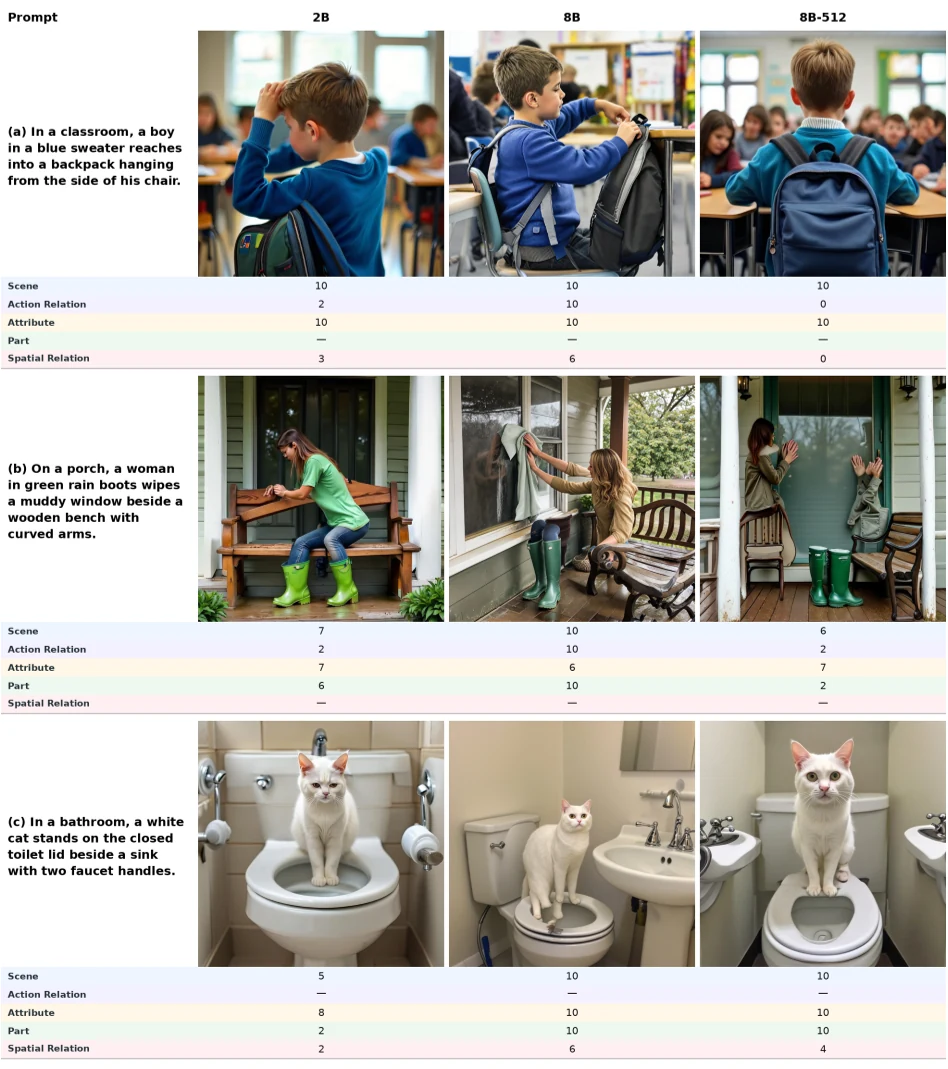 Prompt 2B 8B 8B-512
(a) In a classroom, a boy
in a blue sweater reaches
into a backpack hanging
from the side of his chair.
Scene 10 10 10
Action Relation 2 10 0
Attribute 10 10 10
Part — — —
Spatial Relation 3 6 0
(b) On a porch, a woman
in green rain boots wipes
a muddy window beside a
wooden bench with
curved arms.
Scene 7 10 6
Action Relation 2 10 2
Attribute 7 6 7
Part 6 10 2
Spatial Relation — — —
(c) In a bathroom, a white
cat stands on the closed
toilet lid beside a sink
with two faucet handles.
Scene 5 10 10
Action Relation — — —
Attribute 8 10 10
Part 2 10 10
Spatial Relation 2 6 4